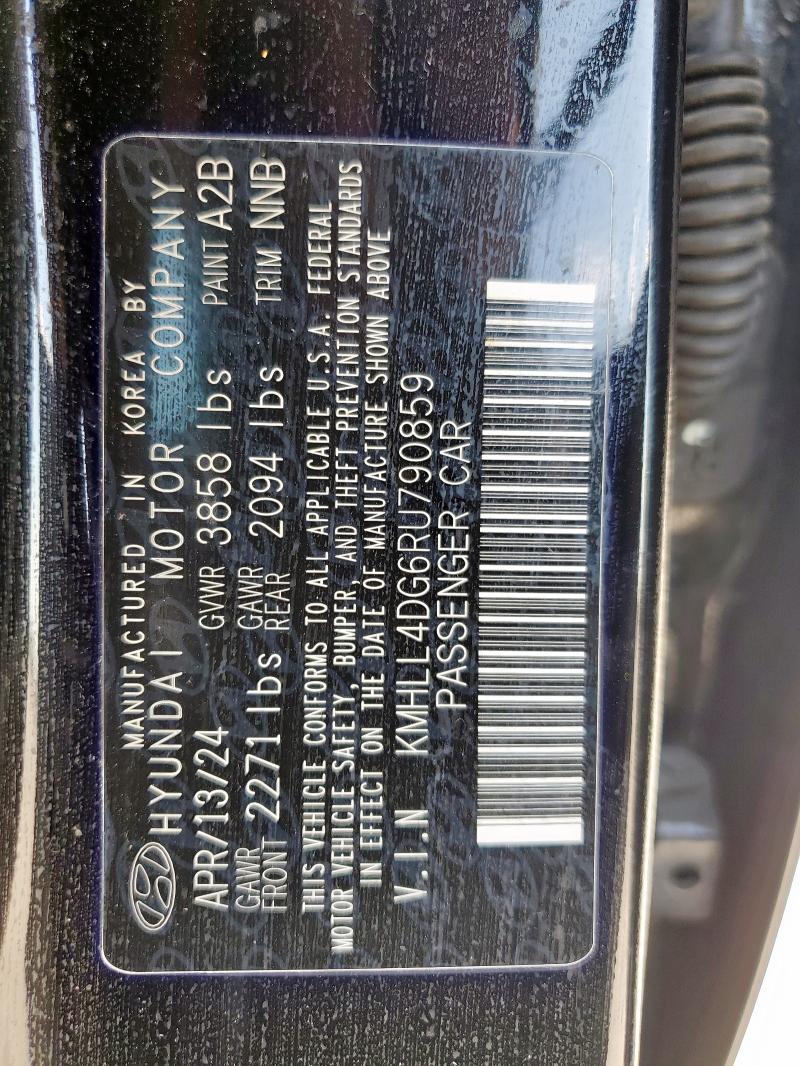 MANUFACTURED IN KOREA BY
HYUNDAI MOTOR COMPANY
APR/13/24 GVWR 3858 lbs PAINT A2B
GAWR FRONT 2271lbs GAWR REAR 2094 lbs TRIM NNB
THIS VEHICLE CONFORMS TO ALL APPLICABLE U.S.A. FEDERAL
MOTOR VEHICLE SAFETY, BUMPER, AND THEFT PREVENTION STANDARDS
IN EFFECT ON THE DATE OF MANUFACTURE SHOWN ABOVE
V.I.N KMHLL4DG6RU790859
PASSENGER CAR